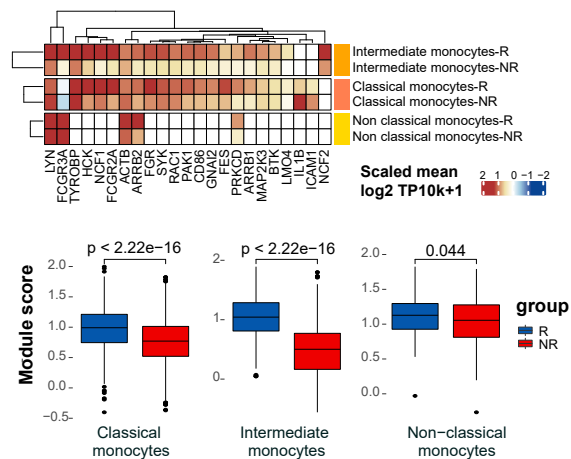 Intermediate monocytes-R
Intermediate monocytes-NR
Classical monocytes-R
Classical monocytes-NR
Non classical monocytes-R
Non classical monocytes-NR
LYN
FCGR3A
TYROBP
HCK
NCF1
FCGR2A
ACTB
ARRB2
FGR
SYK
RAC1
PAK1
CD86
GNAI2
FES
PRKCD
ARRB1
MAP2K3
BTK
LMO4
IL1B
ICAM1
NCF2
Scaled mean
log2 TP10k+1
2 1 0 −1 −2
p < 2.22e−16
p < 2.22e−16
0.044
Module score
2.0
1.5
1.0
0.5
0.0
−0.5
2
1
0
2.0
1.5
1.0
0.5
0.0
group
R
NR
Classical
monocytes
Intermediate
monocytes
Non−classical
monocytes